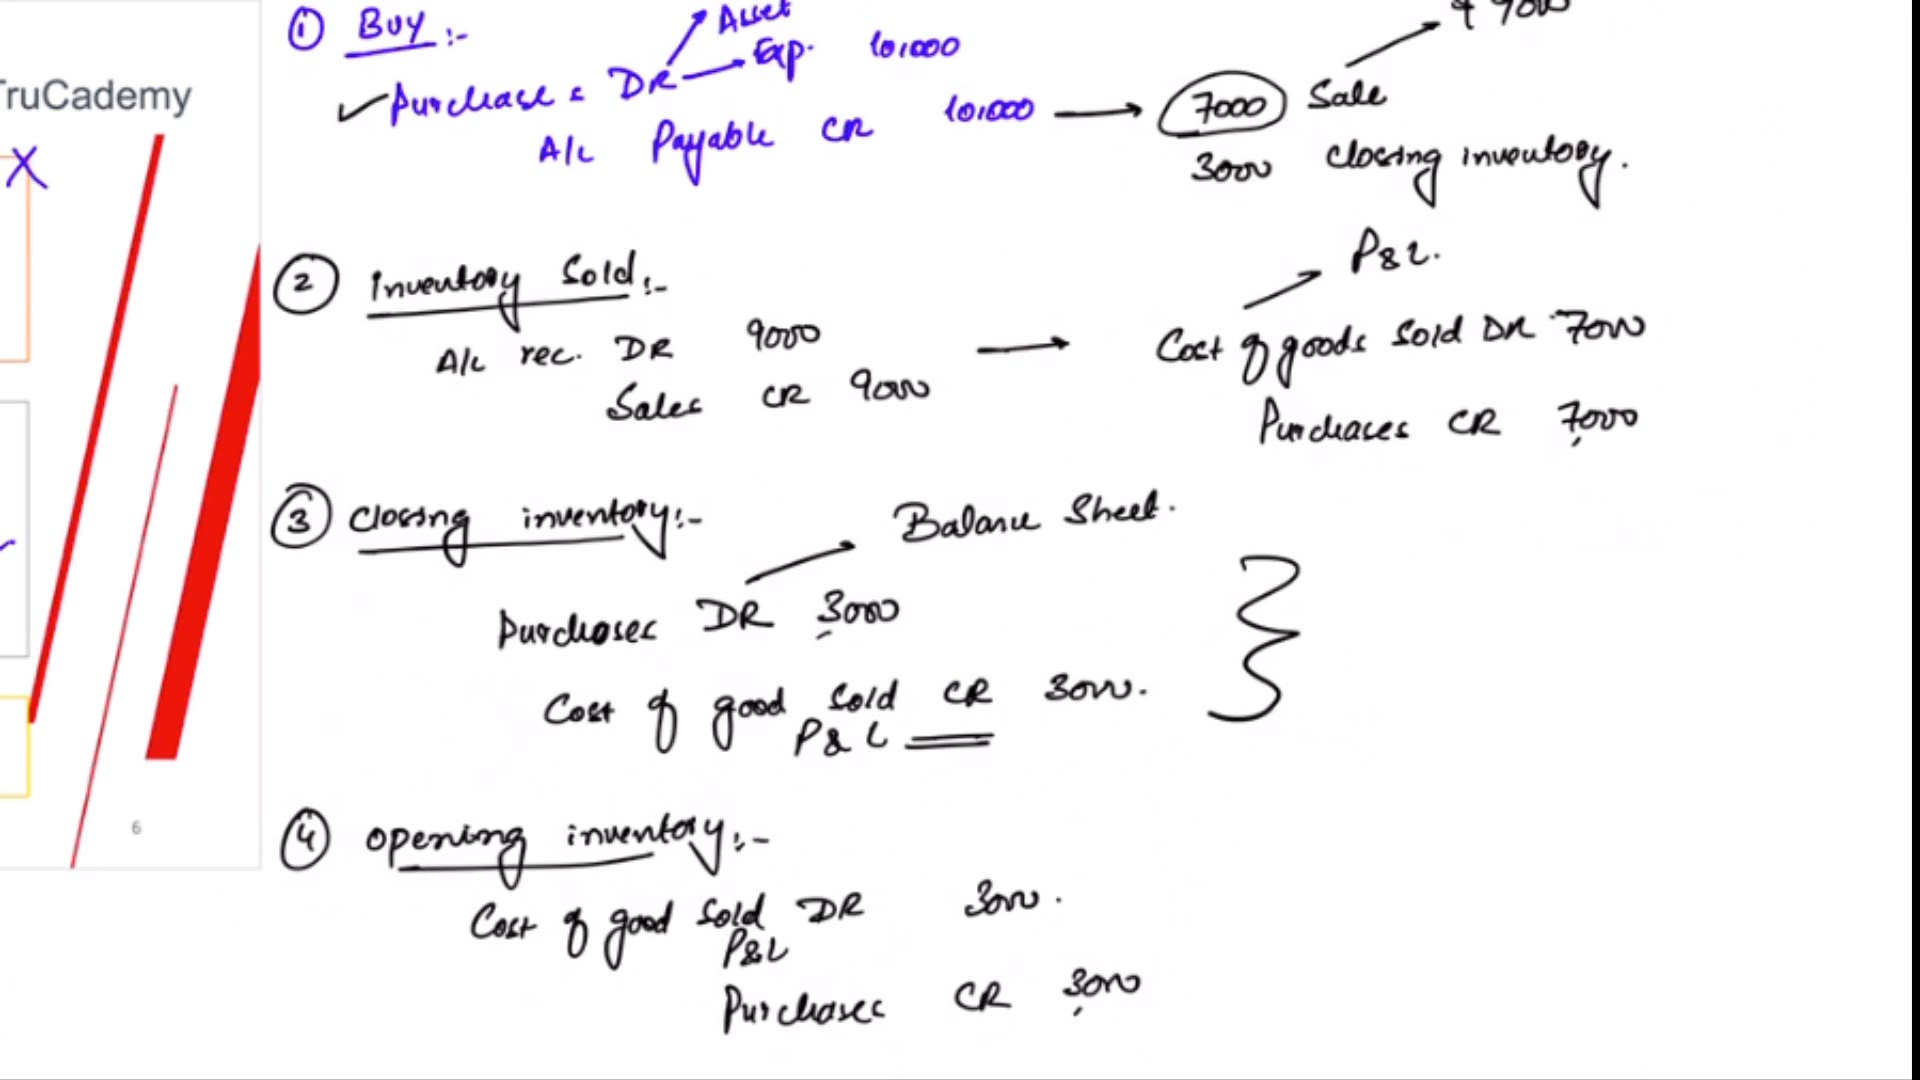 ① Buy :-
Asset
Exp. 10,000
✓ Purchases DR
A/c Payable CR 10,000
₹ 9000
7000 Sale
3000 closing inventory.
TruCademy
X
② Inventory Sold :-
A/c rec. DR 9000
Sales CR 9000
P&L.
Cost of goods sold DR 7000
Purchases CR 7000
③ Closing inventory :-
Balance Sheet.
Purchases DR 3000
Cost of good sold CR 3000.
P&L
④ opening inventory :-
Cost of good sold DR 3000.
P&L
Purchases CR 3000
6